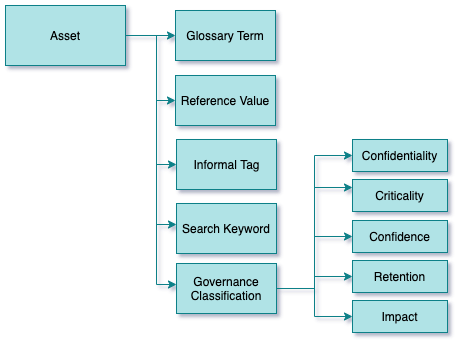 Asset
Glossary Term
Reference Value
Informal Tag
Search Keyword
Governance
Classification
Confidentiality
Criticality
Confidence
Retention
Impact